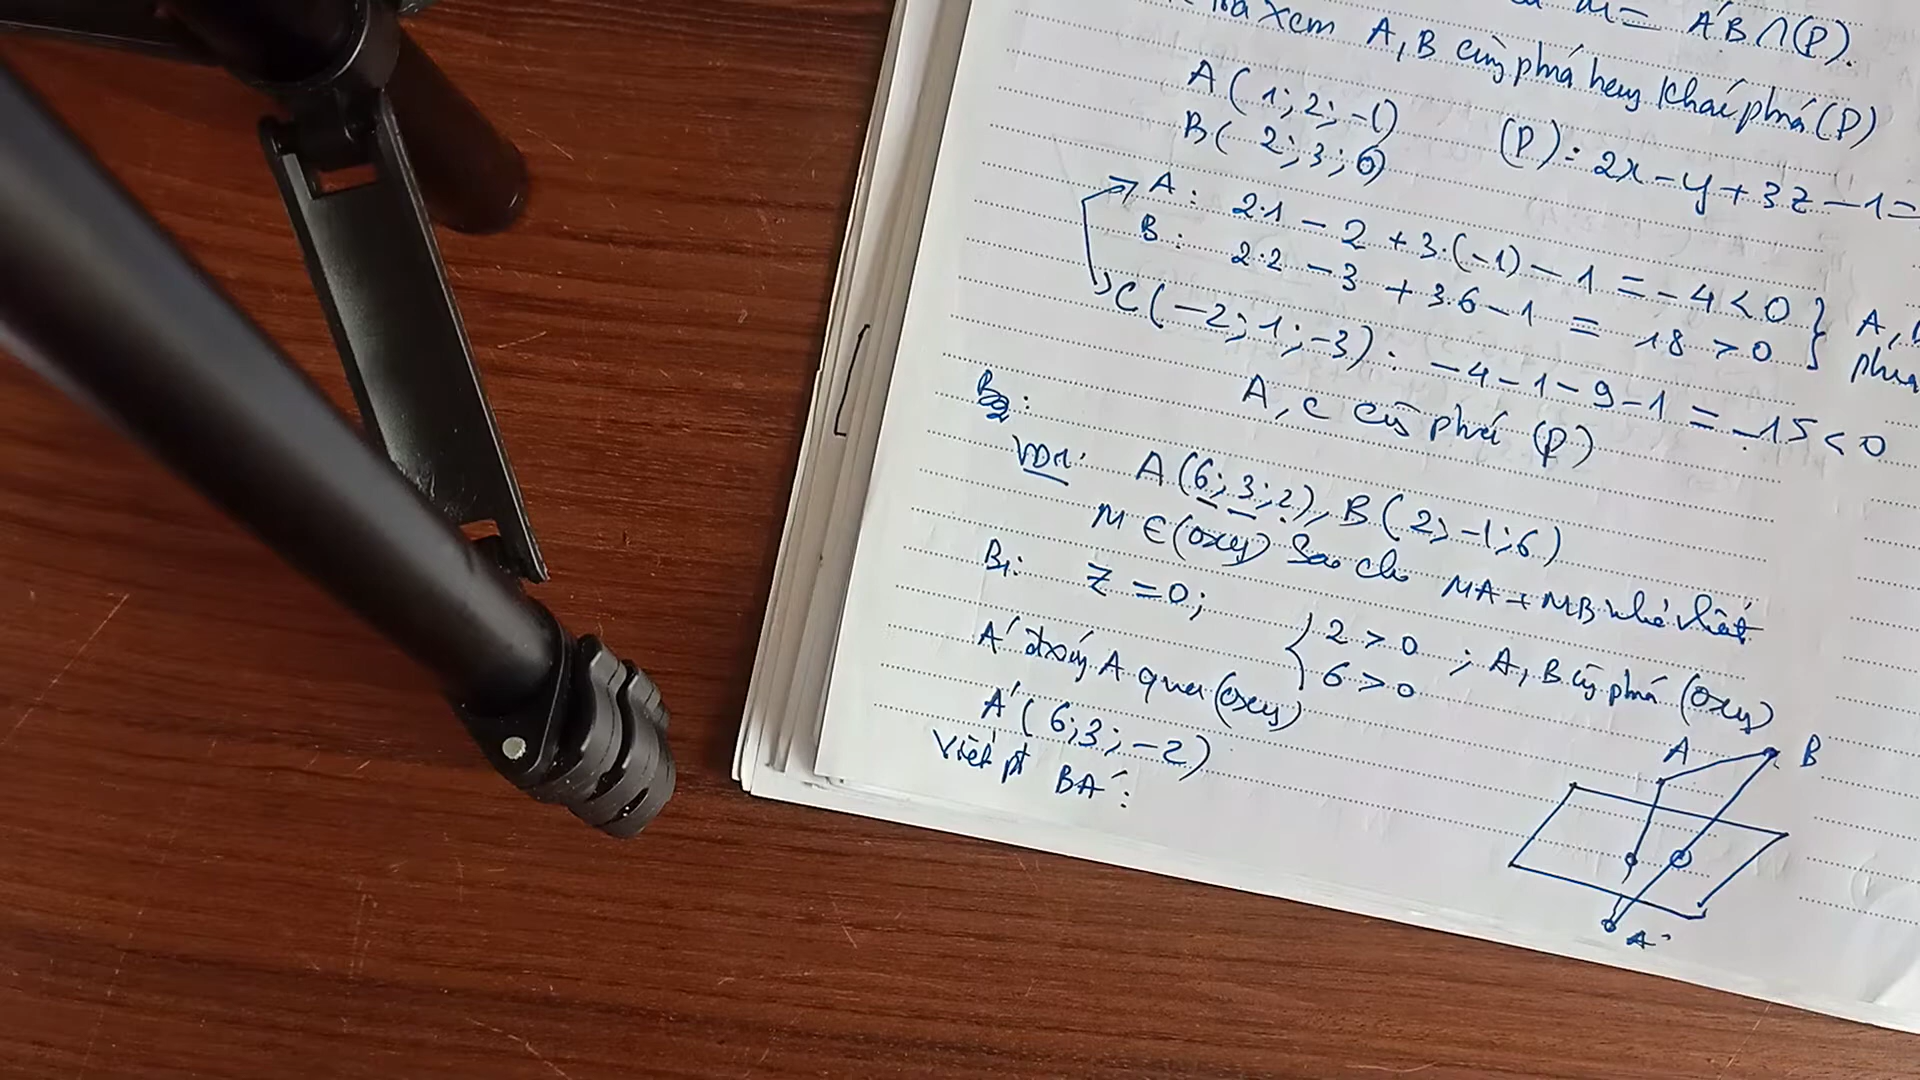 M = A'B ∩ (P).
xem A, B cùng phía hay khác phía (P)
A ( 1; 2; -1)
B ( 2; 3; 6)
(P): 2x - y + 3z - 1 =
A : 2.1 - 2 + 3.(-1) - 1 = -4 < 0 } A,
B : 2.2 - 3 + 3.6 - 1 = 18 > 0 } phía
C (-2; 1; -3) : -4 - 1 - 9 - 1 = -15 < 0
A, C cùng phía (P)
B2:
VD1: A (6; 3; 2), B ( 2; -1; 6)
M ∈ (oxy) sao cho MA + MB nhỏ nhất
B1: z = 0; { 2 > 0
6 > 0 ; A, B cùng phía (oxy)
A' đxứng A qua (oxy)
A' ( 6; 3; -2)
Viết pt BA' :
A
B
A'